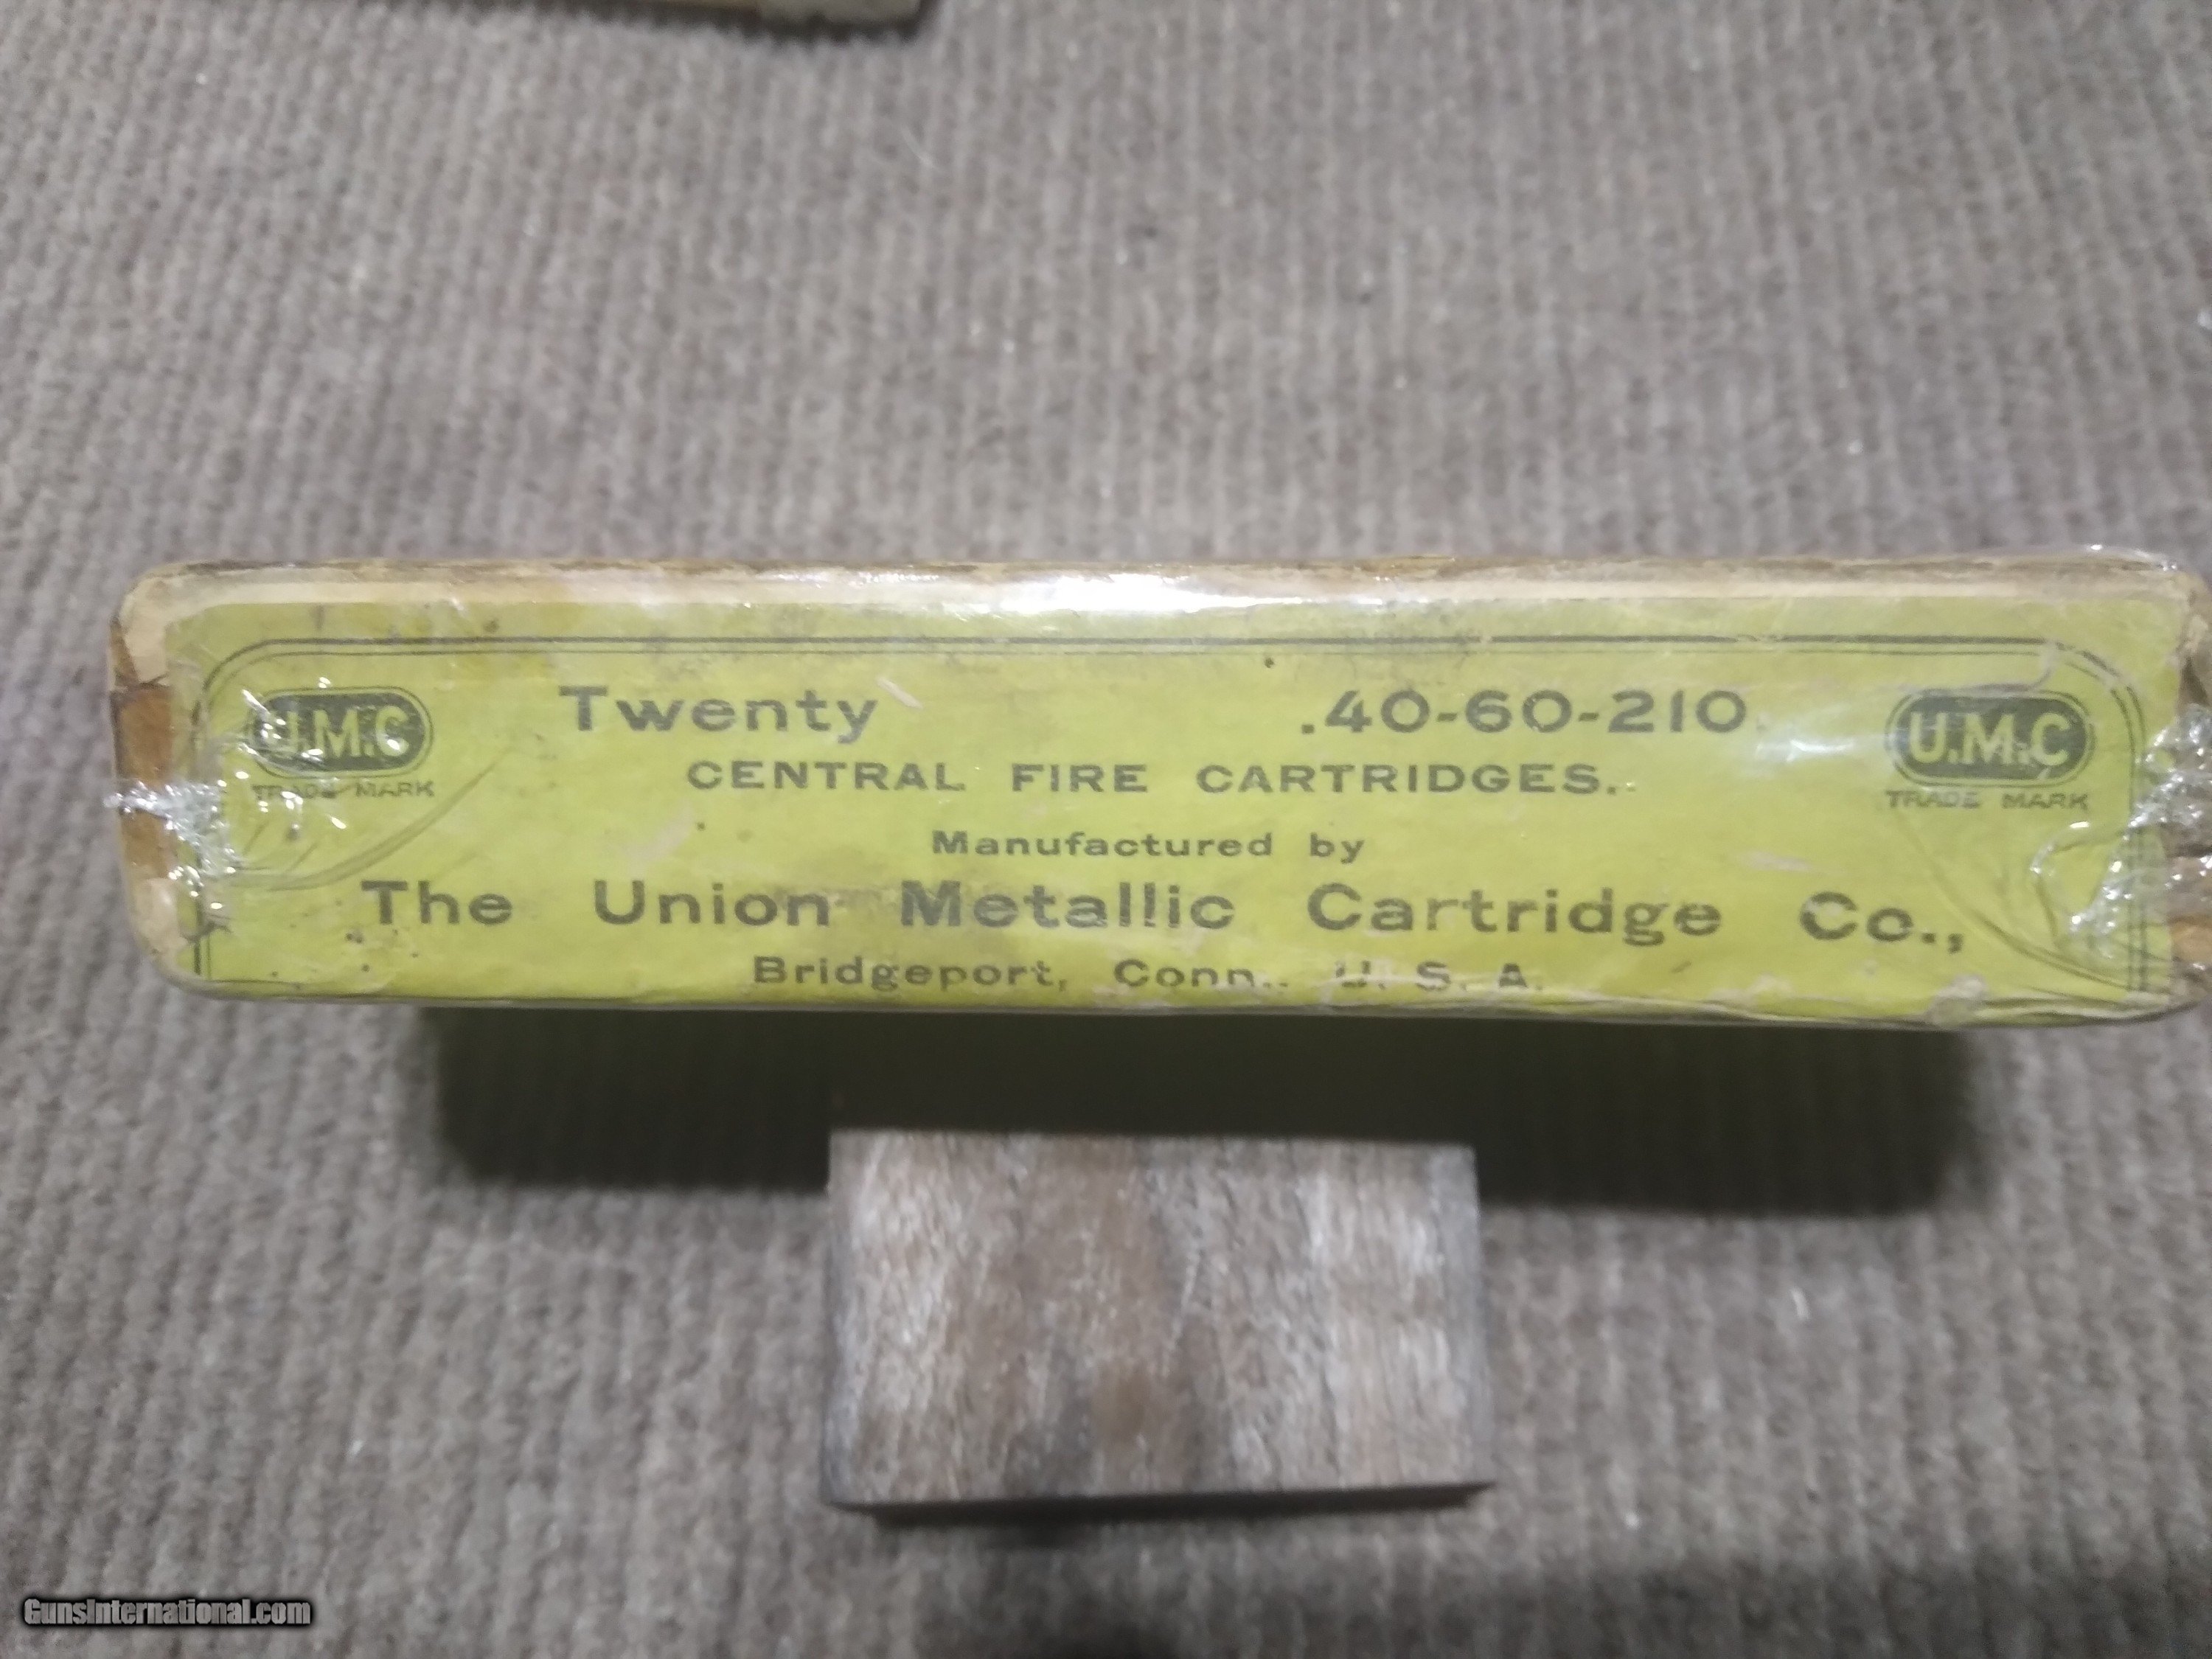 Twenty .40-60-210
CENTRAL FIRE CARTRIDGES.
U.M.C
TRADE MARK
U.M.C
TRADE MARK
Manufactured by
The Union Metallic Cartridge Co.,
Bridgeport, Conn., U. S. A.
GunsInternational.com